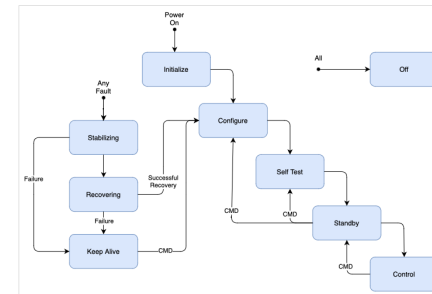 Power
On
Initialize
All
Off
Any
Fault
Stabilizing
Configure
Failure
Successful
Recovery
Self Test
Recovering
Failure
CMD
CMD
Standby
Keep Alive
CMD
CMD
Control